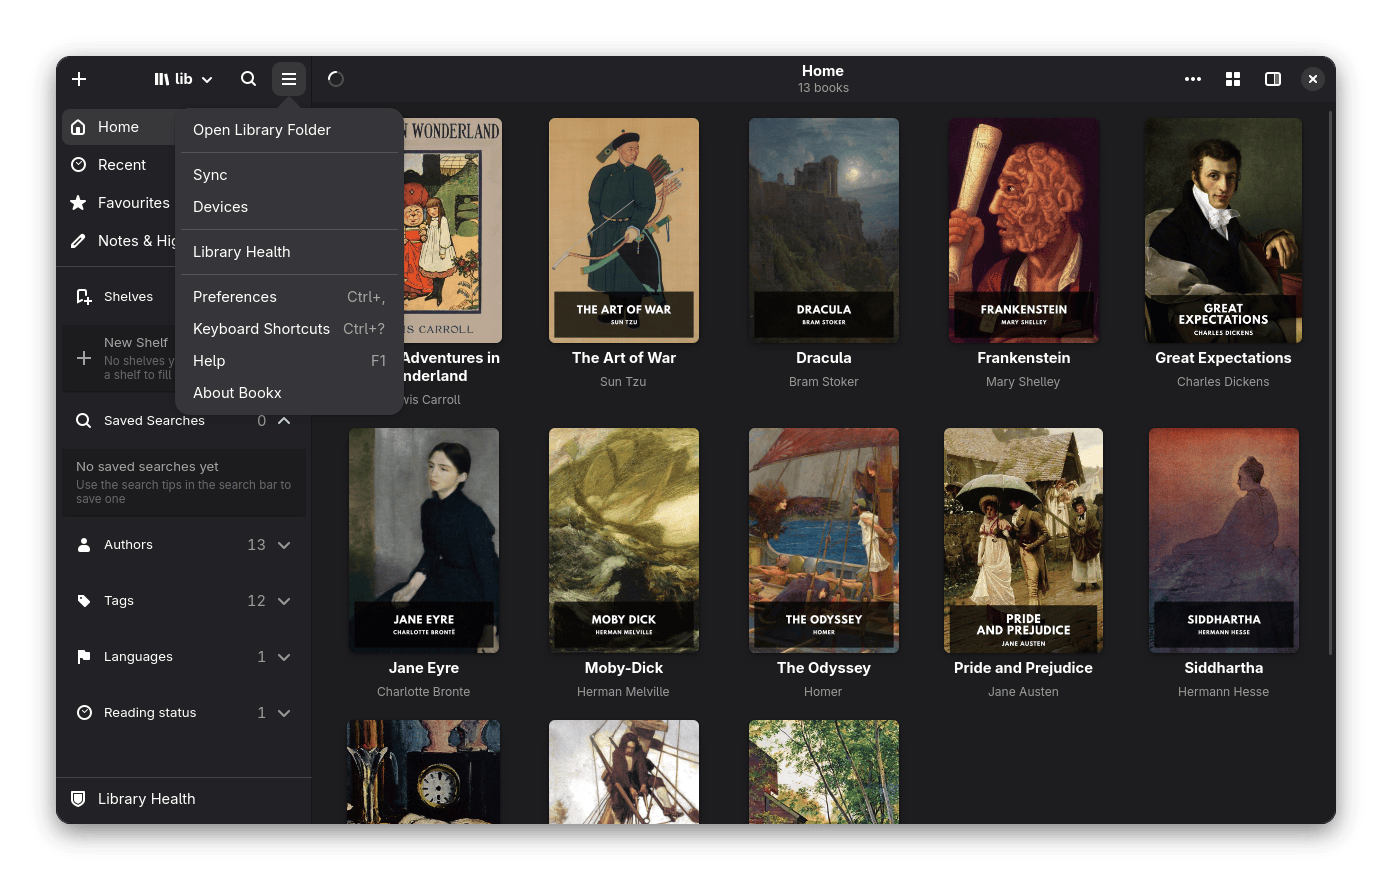 lib
Home
13 books
Home
Recent
Favourites
Notes & Hig
Shelves
New Shelf
No shelves y
a shelf to fill
Saved Searches 0
No saved searches yet
Use the search tips in the search bar to
save one
Authors 13
Tags 12
Languages 1
Reading status 1
Library Health
Open Library Folder
Sync
Devices
Library Health
Preferences Ctrl+,
Keyboard Shortcuts Ctrl+?
Help F1
About Bookx
N WONDERLAND
IS CARROLL
Adventures in
nderland
wis Carroll
THE ART OF WAR
SUN TZU
The Art of War
Sun Tzu
DRACULA
BRAM STOKER
Dracula
Bram Stoker
FRANKENSTEIN
MARY SHELLEY
Frankenstein
Mary Shelley
GREAT
EXPECTATIONS
CHARLES DICKENS
Great Expectations
Charles Dickens
JANE EYRE
CHARLOTTE BRONTË
Jane Eyre
Charlotte Bronte
MOBY DICK
HERMAN MELVILLE
Moby-Dick
Herman Melville
THE ODYSSEY
HOMER
The Odyssey
Homer
PRIDE
AND PREJUDICE
JANE AUSTEN
Pride and Prejudice
Jane Austen
SIDDHARTHA
HERMANN HESSE
Siddhartha
Hermann Hesse